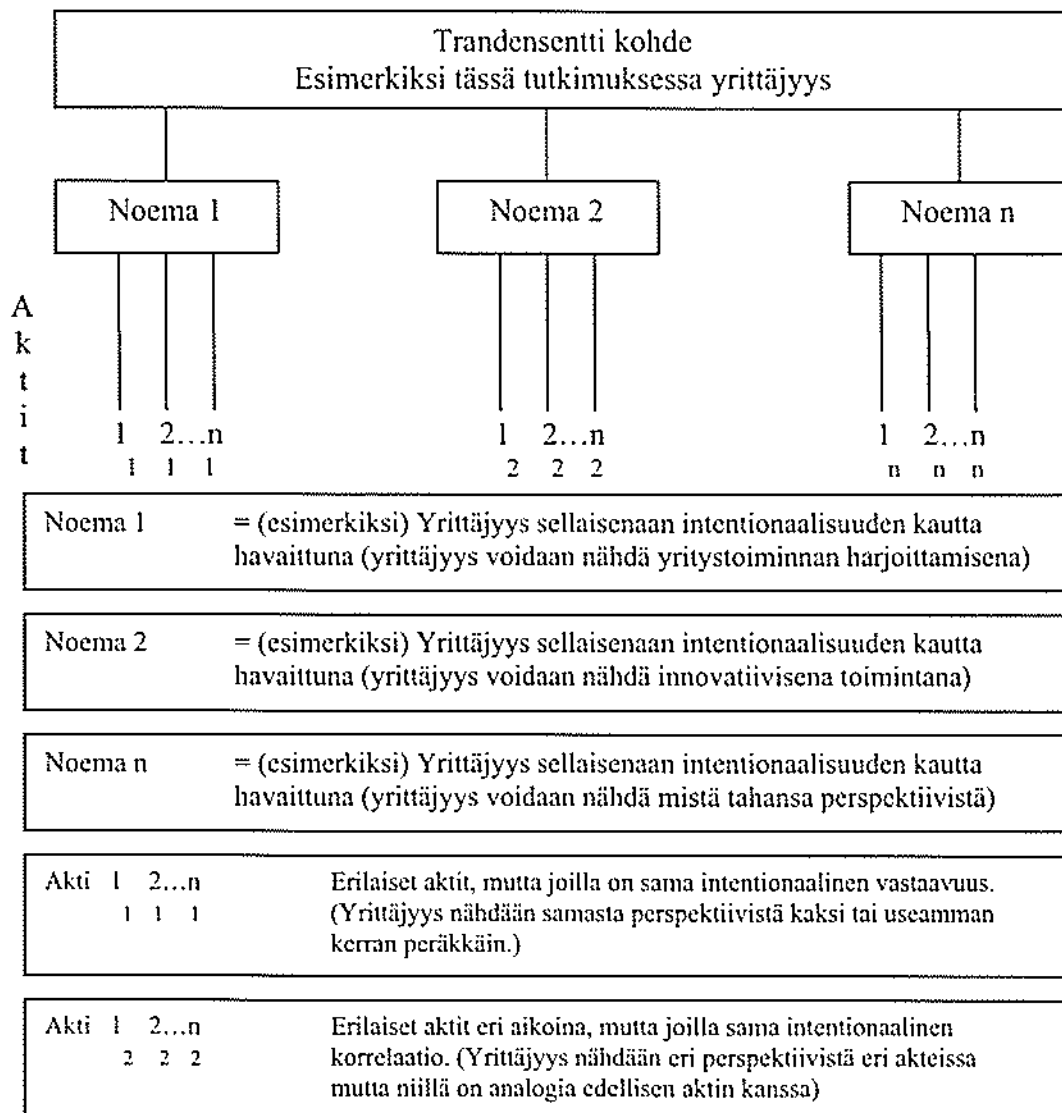 Trandensentti kohde
Esimerkiksi tässä tutkimuksessa yrittäjyys
Noema 1 Noema 2 Noema n
Aktit
1 2...n 1 2...n 1 2...n
1 1 1 2 2 2 n n n
Noema 1 = (esimerkiksi) Yrittäjyys sellaisenaan intentionaalisuuden kautta
havaittuna (yrittäjyys voidaan nähdä yritystoiminnan harjoittamisena)
Noema 2 = (esimerkiksi) Yrittäjyys sellaisenaan intentionaalisuuden kautta
havaittuna (yrittäjyys voidaan nähdä innovatiivisena toimintana)
Noema n = (esimerkiksi) Yrittäjyys sellaisenaan intentionaalisuuden kautta
havaittuna (yrittäjyys voidaan nähdä mistä tahansa perspektiivistä)
Akti 1 2...n Erilaiset aktit, mutta joilla on sama intentionaalinen vastaavuus.
1 1 1 (Yrittäjyys nähdään samasta perspektiivistä kaksi tai useamman
kerran peräkkäin.)
Akti 1 2...n Erilaiset aktit eri aikoina, mutta joilla sama intentionaalinen
2 2 2 korrelaatio. (Yrittäjyys nähdään eri perspektiivistä eri akteissa
mutta niillä on analogia edellisen aktin kanssa)